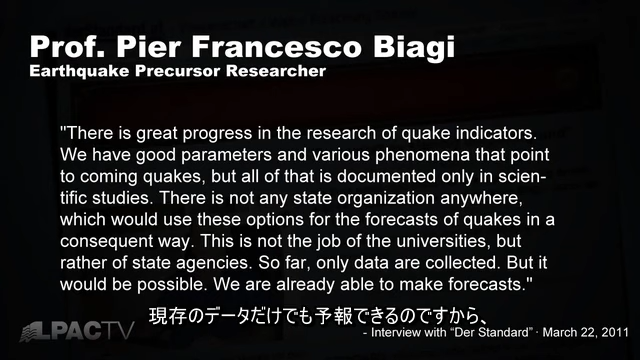 Prof. Pier Francesco Biagi
Earthquake Precursor Researcher
"There is great progress in the research of quake indicators.
We have good parameters and various phenomena that point
to coming quakes, but all of that is documented only in scien-
tific studies. There is not any state organization anywhere,
which would use these options for the forecasts of quakes in a
consequent way. This is not the job of the universities, but
rather of state agencies. So far, only data are collected. But it
would be possible. We are already able to make forecasts."
現存のデータだけでも予報できるのですから、
LPACTV
- Interview with “Der Standard” · March 22, 2011